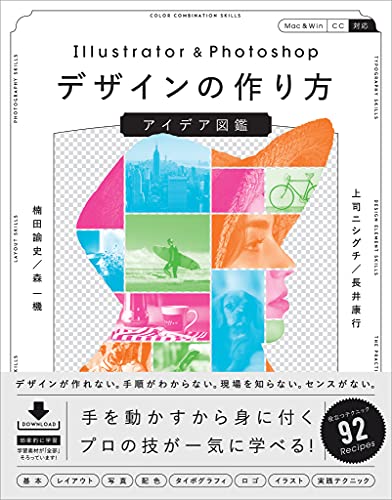 COLOR COMBINATION SKILLS
Mac & Win
CC
対応
Illustrator & Photoshop
デザインの作り方
アイデア図鑑
PHOTOGRAPHY SKILLS
TYPOGRAPHY SKILLS
LAYOUT SKILLS
DESIGN ELEMENT SKILLS
楠田諭史/森 一機
上司ニシグチ/長井康行
デザインが作れない。手順がわからない。現場を知らない。センスがない。
DOWNLOAD
効率的に学習
学習素材が「全部」
そろっています!
手を動かすから身に付く
プロの技が一気に学べる!
役立つテクニック
92
Recipes
基本
レイアウト
写真
配色
タイポグラフィ
ロゴ
イラスト
実践テクニック